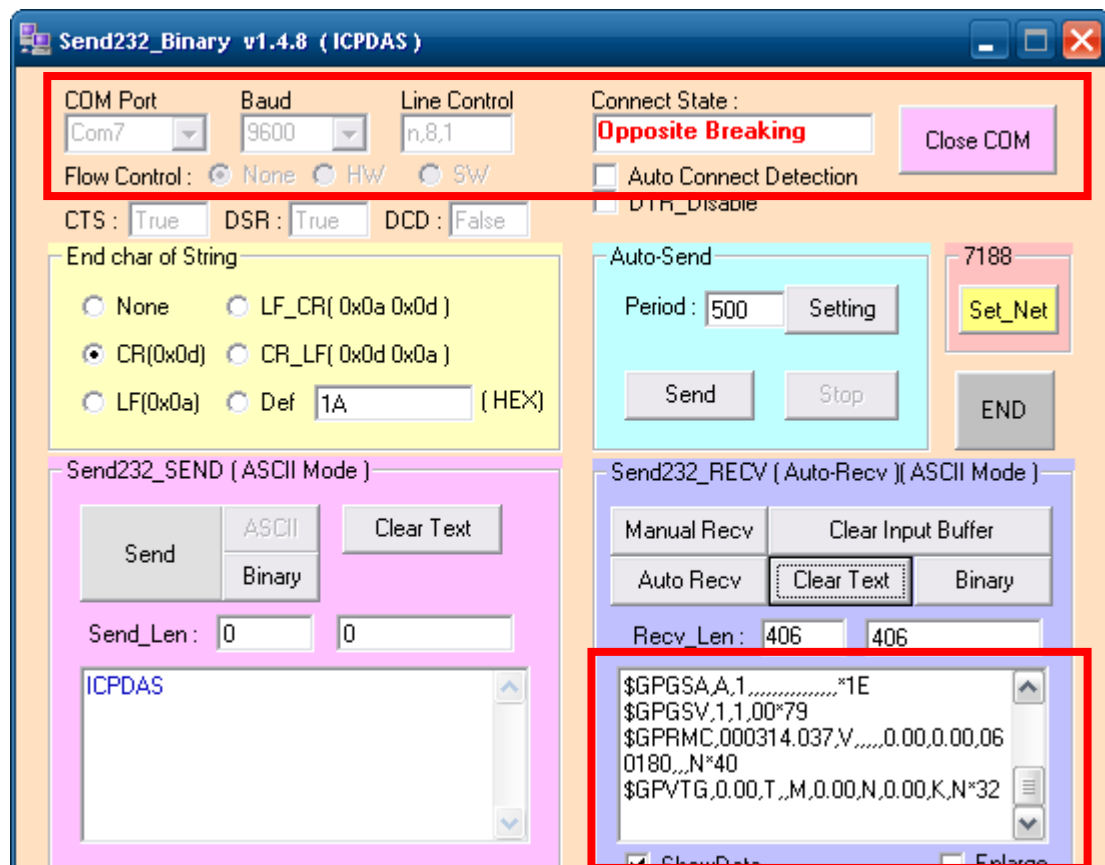 Send232_Binary v1.4.8 ( ICPDAS )
COM Port Baud Line Control Connect State :
Com7 9600 n,8,1 Opposite Breaking Close COM
Flow Control : None HW SW Auto Connect Detection
CTS : True DSR : True DCD : False DTR_Disable
End char of String Auto-Send 7188
None LF_CR( 0x0a 0x0d ) Period : 500 Setting Set_Net
CR(0x0d) CR_LF( 0x0d 0x0a )
LF(0x0a) Def 1A ( HEX) Send Stop END
Send232_SEND ( ASCII Mode ) Send232_RECV ( Auto-Recv )( ASCII Mode )
Send ASCII Clear Text Manual Recv Clear Input Buffer
Binary Auto Recv Clear Text Binary
Send_Len : 0 0 Recv_Len : 406 406
ICPDAS
$GPGSA,A,1,,,,,,,,,,,,,,,*1E
$GPGSV,1,1,00*79
$GPRMC,000314.037,V,,,,,0.00,0.00,06
0180,,,N*40
$GPVTG,0.00,T,,M,0.00,N,0.00,K,N*32
ShowData Enlarge